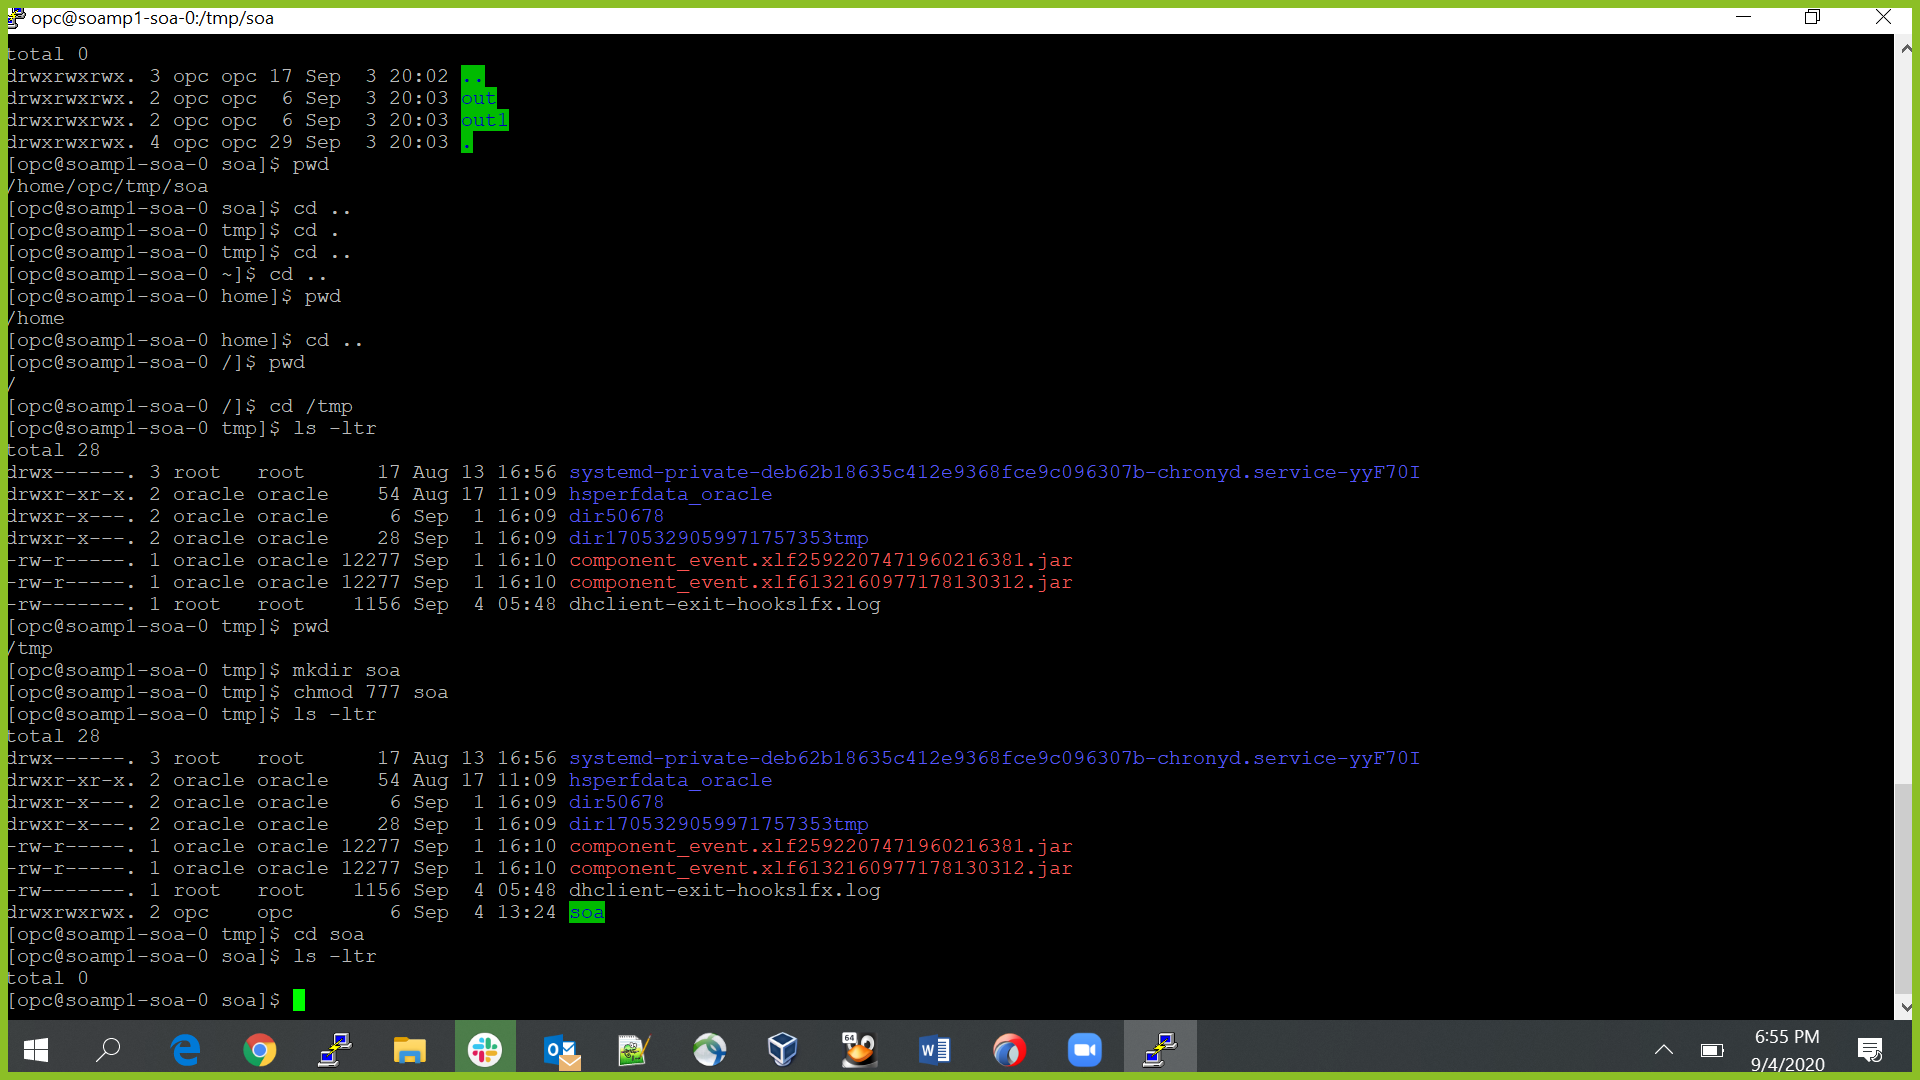 opc@soamp1-soa-0:/tmp/soa
total 0
drwxrwxrwx. 3 opc opc 17 Sep  3 20:02 ..
drwxrwxrwx. 2 opc opc  6 Sep  3 20:03 out
drwxrwxrwx. 2 opc opc  6 Sep  3 20:03 out1
drwxrwxrwx. 4 opc opc 29 Sep  3 20:03 .
[opc@soamp1-soa-0 soa]$ pwd
/home/opc/tmp/soa
[opc@soamp1-soa-0 soa]$ cd ..
[opc@soamp1-soa-0 tmp]$ cd .
[opc@soamp1-soa-0 tmp]$ cd ..
[opc@soamp1-soa-0 ~]$ cd ..
[opc@soamp1-soa-0 home]$ pwd
/home
[opc@soamp1-soa-0 home]$ cd ..
[opc@soamp1-soa-0 /]$ pwd
/
[opc@soamp1-soa-0 /]$ cd /tmp
[opc@soamp1-soa-0 tmp]$ ls -ltr
total 28
drwx------. 3 root   root      17 Aug 13 16:56 systemd-private-deb62b18635c412e9368fce9c096307b-chronyd.service-yyF70I
drwxr-xr-x. 2 oracle oracle    54 Aug 17 11:09 hsperfdata_oracle
drwxr-x---. 2 oracle oracle     6 Sep  1 16:09 dir50678
drwxr-x---. 2 oracle oracle    28 Sep  1 16:09 dir1705329059971757353tmp
-rw-r-----. 1 oracle oracle 12277 Sep  1 16:10 component_event.xlf2592207471960216381.jar
-rw-r-----. 1 oracle oracle 12277 Sep  1 16:10 component_event.xlf6132160977178130312.jar
-rw-------. 1 root   root    1156 Sep  4 05:48 dhclient-exit-hookslfx.log
[opc@soamp1-soa-0 tmp]$ pwd
/tmp
[opc@soamp1-soa-0 tmp]$ mkdir soa
[opc@soamp1-soa-0 tmp]$ chmod 777 soa
[opc@soamp1-soa-0 tmp]$ ls -ltr
total 28
drwx------. 3 root   root      17 Aug 13 16:56 systemd-private-deb62b18635c412e9368fce9c096307b-chronyd.service-yyF70I
drwxr-xr-x. 2 oracle oracle    54 Aug 17 11:09 hsperfdata_oracle
drwxr-x---. 2 oracle oracle     6 Sep  1 16:09 dir50678
drwxr-x---. 2 oracle oracle    28 Sep  1 16:09 dir1705329059971757353tmp
-rw-r-----. 1 oracle oracle 12277 Sep  1 16:10 component_event.xlf2592207471960216381.jar
-rw-r-----. 1 oracle oracle 12277 Sep  1 16:10 component_event.xlf6132160977178130312.jar
-rw-------. 1 root   root    1156 Sep  4 05:48 dhclient-exit-hookslfx.log
drwxrwxrwx. 2 opc    opc        6 Sep  4 13:24 soa
[opc@soamp1-soa-0 tmp]$ cd soa
[opc@soamp1-soa-0 soa]$ ls -ltr
total 0
[opc@soamp1-soa-0 soa]$
6:55 PM
9/4/2020